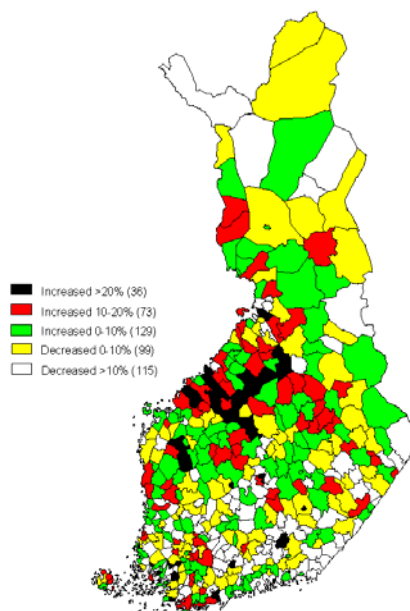 Increased >20% (36)
Increased 10-20% (73)
Increased 0-10% (129)
Decreased 0-10% (99)
Decreased >10% (115)